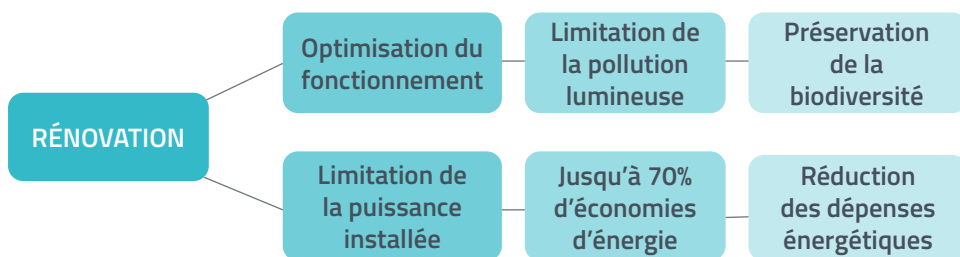 RÉNOVATION
Optimisation du
fonctionnement
Limitation de
la pollution
lumineuse
Préservation
de la
biodiversité
Limitation de
la puissance
installée
Jusqu'à 70%
d'économies
d'énergie
Réduction
des dépenses
énergétiques